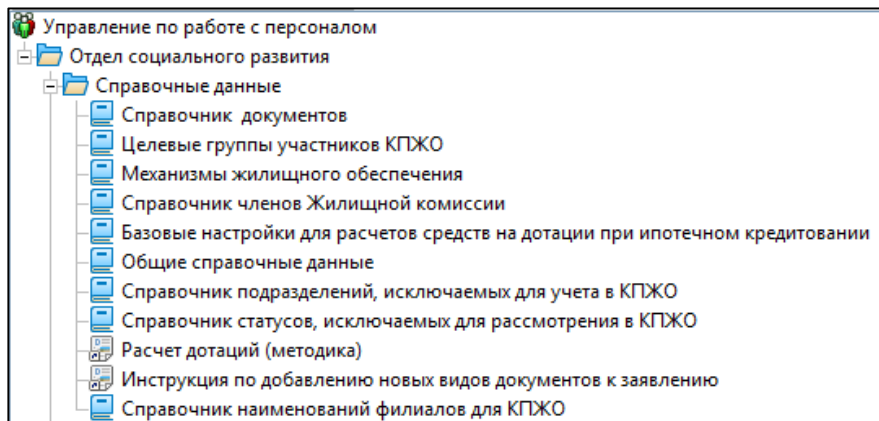 Управление по работе с персоналом
Отдел социального развития
Справочные данные
Справочник документов
Целевые группы участников КПЖО
Механизмы жилищного обеспечения
Справочник членов Жилищной комиссии
Базовые настройки для расчетов средств на дотации при ипотечном кредитовании
Общие справочные данные
Справочник подразделений, исключаемых для учета в КПЖО
Справочник статусов, исключаемых для рассмотрения в КПЖО
Расчет дотаций (методика)
Инструкция по добавлению новых видов документов к заявлению
Справочник наименований филиалов для КПЖО